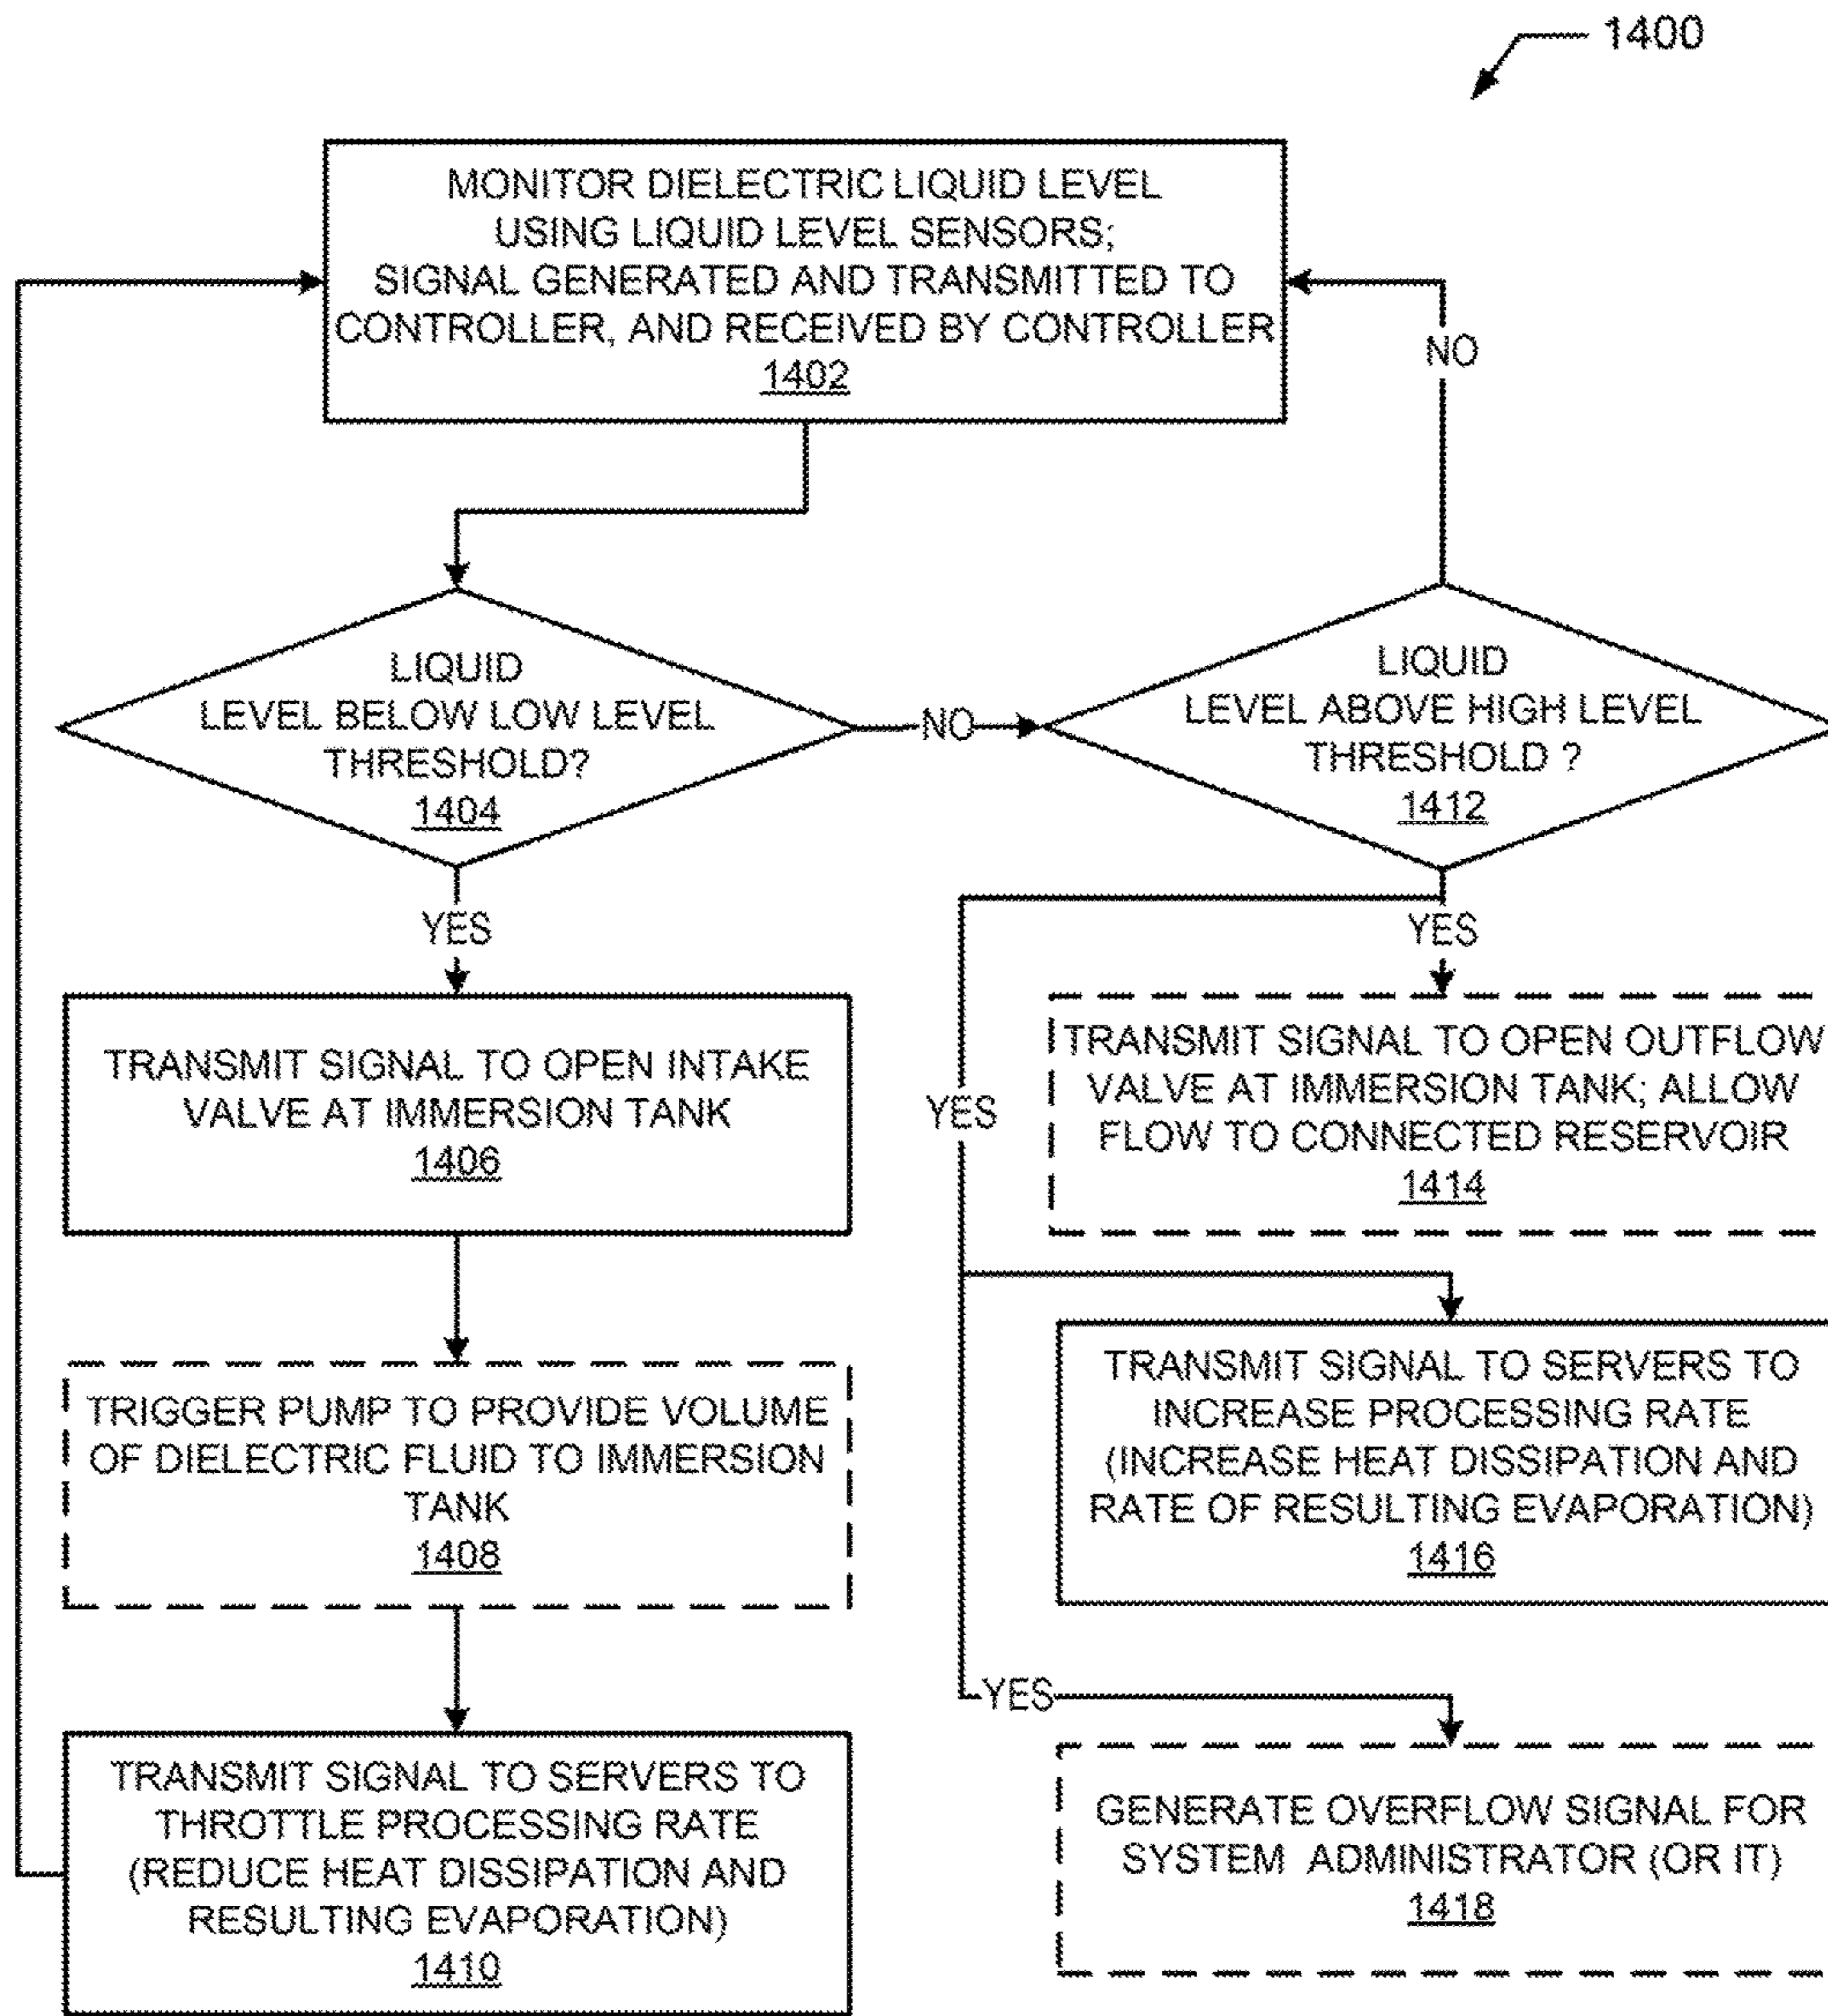 1400
MONITOR DIELECTRIC LIQUID LEVEL
USING LIQUID LEVEL SENSORS;
SIGNAL GENERATED AND TRANSMITTED TO
CONTROLLER, AND RECEIVED BY CONTROLLER
1402
NO
LIQUID
LEVEL BELOW LOW LEVEL
THRESHOLD?
1404
NO
LIQUID
LEVEL ABOVE HIGH LEVEL
THRESHOLD ?
1412
YES
TRANSMIT SIGNAL TO OPEN INTAKE
VALVE AT IMMERSION TANK
1406
TRIGGER PUMP TO PROVIDE VOLUME
OF DIELECTRIC FLUID TO IMMERSION
TANK
1408
TRANSMIT SIGNAL TO SERVERS TO
THROTTLE PROCESSING RATE
(REDUCE HEAT DISSIPATION AND
RESULTING EVAPORATION)
1410
YES
YES
TRANSMIT SIGNAL TO OPEN OUTFLOW
VALVE AT IMMERSION TANK; ALLOW
FLOW TO CONNECTED RESERVOIR
1414
TRANSMIT SIGNAL TO SERVERS TO
INCREASE PROCESSING RATE
(INCREASE HEAT DISSIPATION AND
RATE OF RESULTING EVAPORATION)
1416
YES
GENERATE OVERFLOW SIGNAL FOR
SYSTEM ADMINISTRATOR (OR IT)
1418